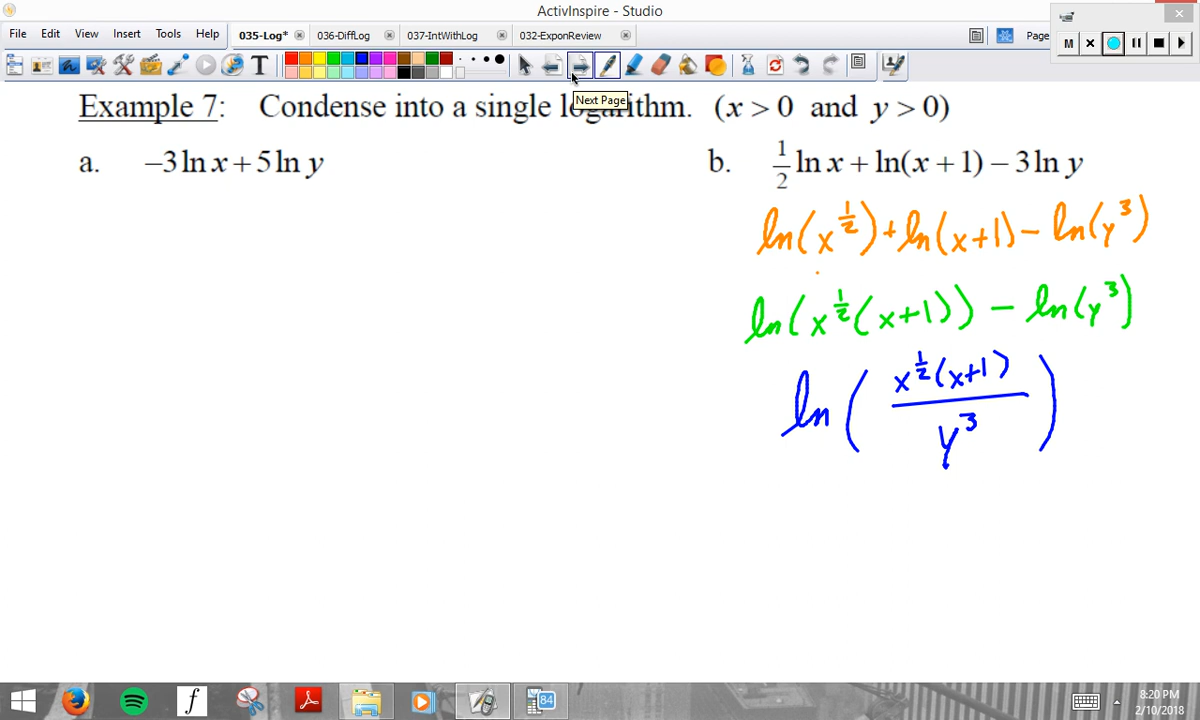 ActivInspire - Studio
File Edit View Insert Tools Help
035-Log* 036-DiffLog 037-IntWithLog 032-ExponReview
Page
M
T
Next Page
Example 7: Condense into a single logarithm. (x > 0 and y > 0)
a. −3 ln x + 5 ln y
b. 1/2 ln x + ln(x + 1) − 3 ln y
ln(x^1/2) + ln(x+1) − ln(y^3)
ln(x^1/2(x+1)) − ln(y^3)
ln(x^1/2(x+1)/y^3)
f
84
8:20 PM
2/10/2018